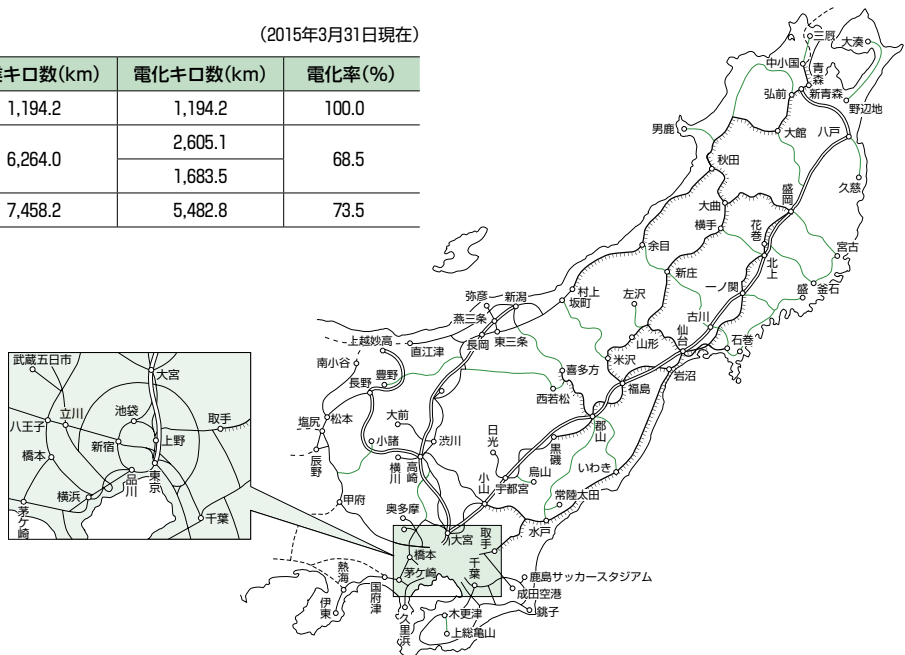 （2015年3月31日現在）
キロ数(km) 電化キロ数(km) 電化率(%)
1,194.2 1,194.2 100.0
6,264.0 2,605.1 68.5
1,683.5
7,458.2 5,482.8 73.5
三厩
大湊
中小国
青森
弘前
新青森
野辺地
男鹿
大館
八戸
秋田
盛岡
久慈
大曲
横手
花巻
宮古
余目
北上
新庄
釜石
盛
一ノ関
村上
坂町
左沢
古川
弥彦
新潟
燕三条
仙台
石巻
東三条
山形
米沢
長岡
上越妙高
直江津
岩沼
南小谷
豊野
喜多方
福島
長野
西若松
塩尻
松本
大前
日光
郡山
黒磯
小諸
渋川
いわき
辰野
横川
高崎
小山
宇都宮
烏山
常陸太田
甲府
奥多摩
水戸
大宮
取手
橋本
千葉
茅ケ崎
熱海
国府津
鹿島サッカースタジアム
成田空港
伊東
久里浜
木更津
銚子
上総亀山
武蔵五日市
大宮
池袋
取手
八王子
立川
新宿
上野
橋本
横浜
品川
東京
茅ケ崎
千葉